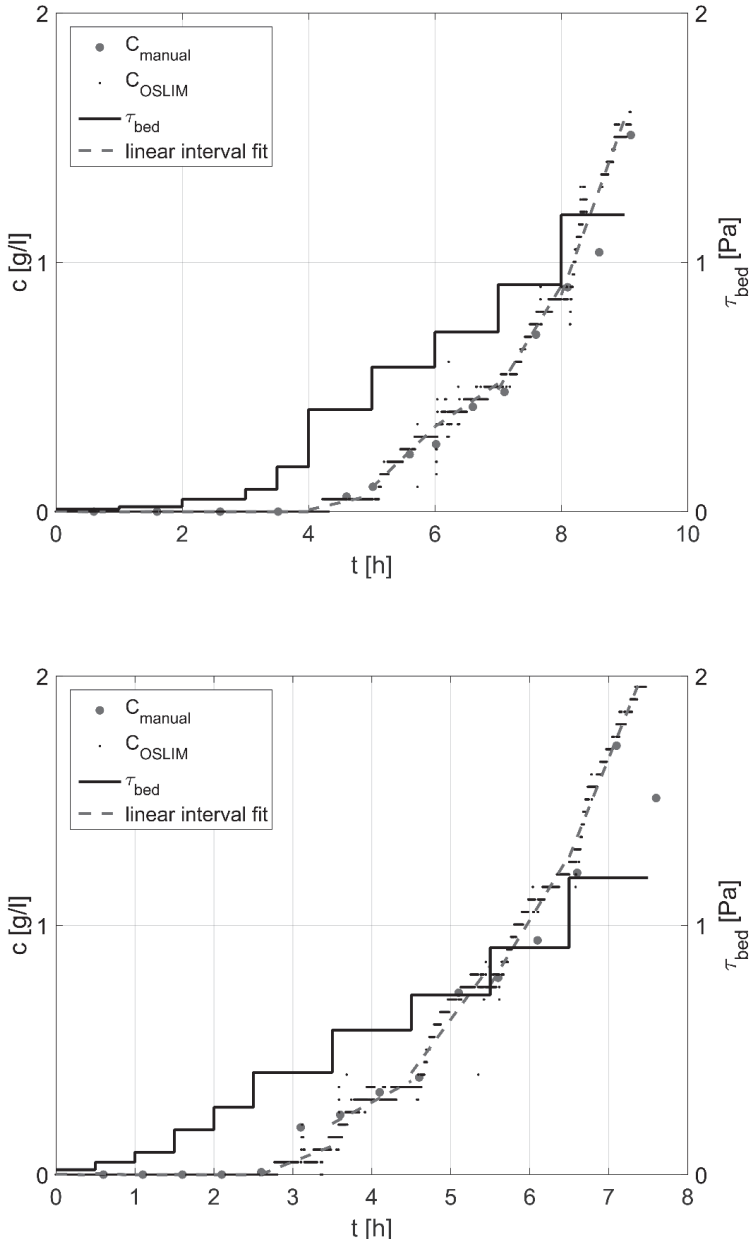 2
2
C_manual
C_OSLIM
τ_bed
linear interval fit
c [g/l]
1
1
τ_bed [Pa]
0
0
0 2 4 6 8 10
t [h]
2
2
C_manual
C_OSLIM
τ_bed
linear interval fit
c [g/l]
1
1
τ_bed [Pa]
0
0
0 1 2 3 4 5 6 7 8
t [h]